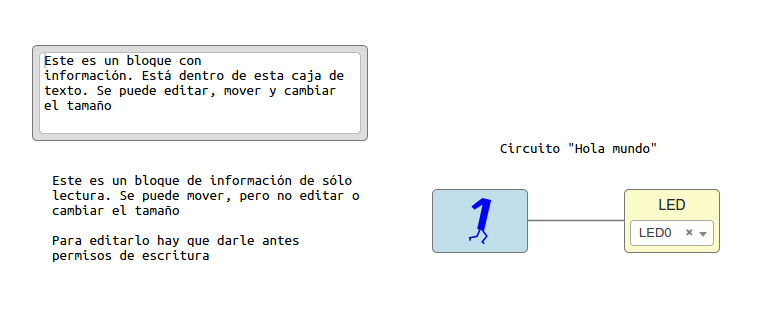 Este es un bloque con
información. Está dentro de esta caja de
texto. Se puede editar, mover y cambiar
el tamaño
Este es un bloque de información de sólo
lectura. Se puede mover, pero no editar o
cambiar el tamaño
Para editarlo hay que darle antes
permisos de escritura
Circuito "Hola mundo"
1
LED
LED0 ×